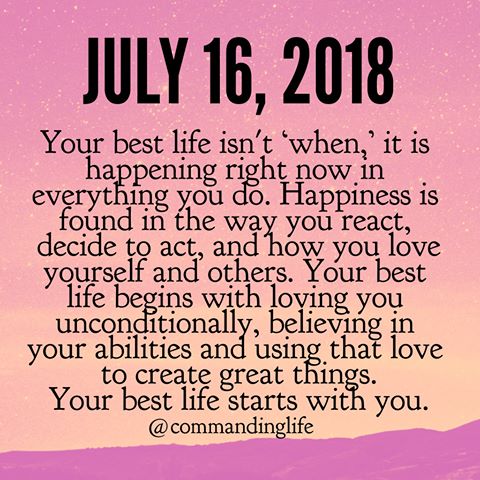 JULY 16, 2018
Your best life isn't ‘when,’ it is
happening right now in
everything you do. Happiness is
found in the way you react,
decide to act, and how you love
yourself and others. Your best
life begins with loving you
unconditionally, believing in
your abilities and using that love
to create great things.
Your best life starts with you.
@commandinglife